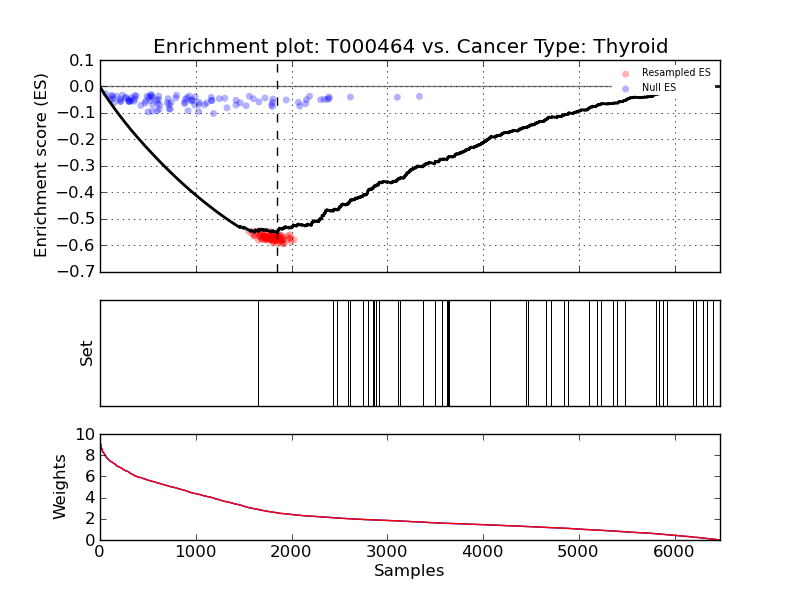 Enrichment plot: T000464 vs. Cancer Type: Thyroid
Enrichment score (ES)
0.1
0.0
−0.1
−0.2
−0.3
−0.4
−0.5
−0.6
−0.7
Resampled ES
Null ES
Set
Weights
10
8
6
4
2
0
0 1000 2000 3000 4000 5000 6000
Samples